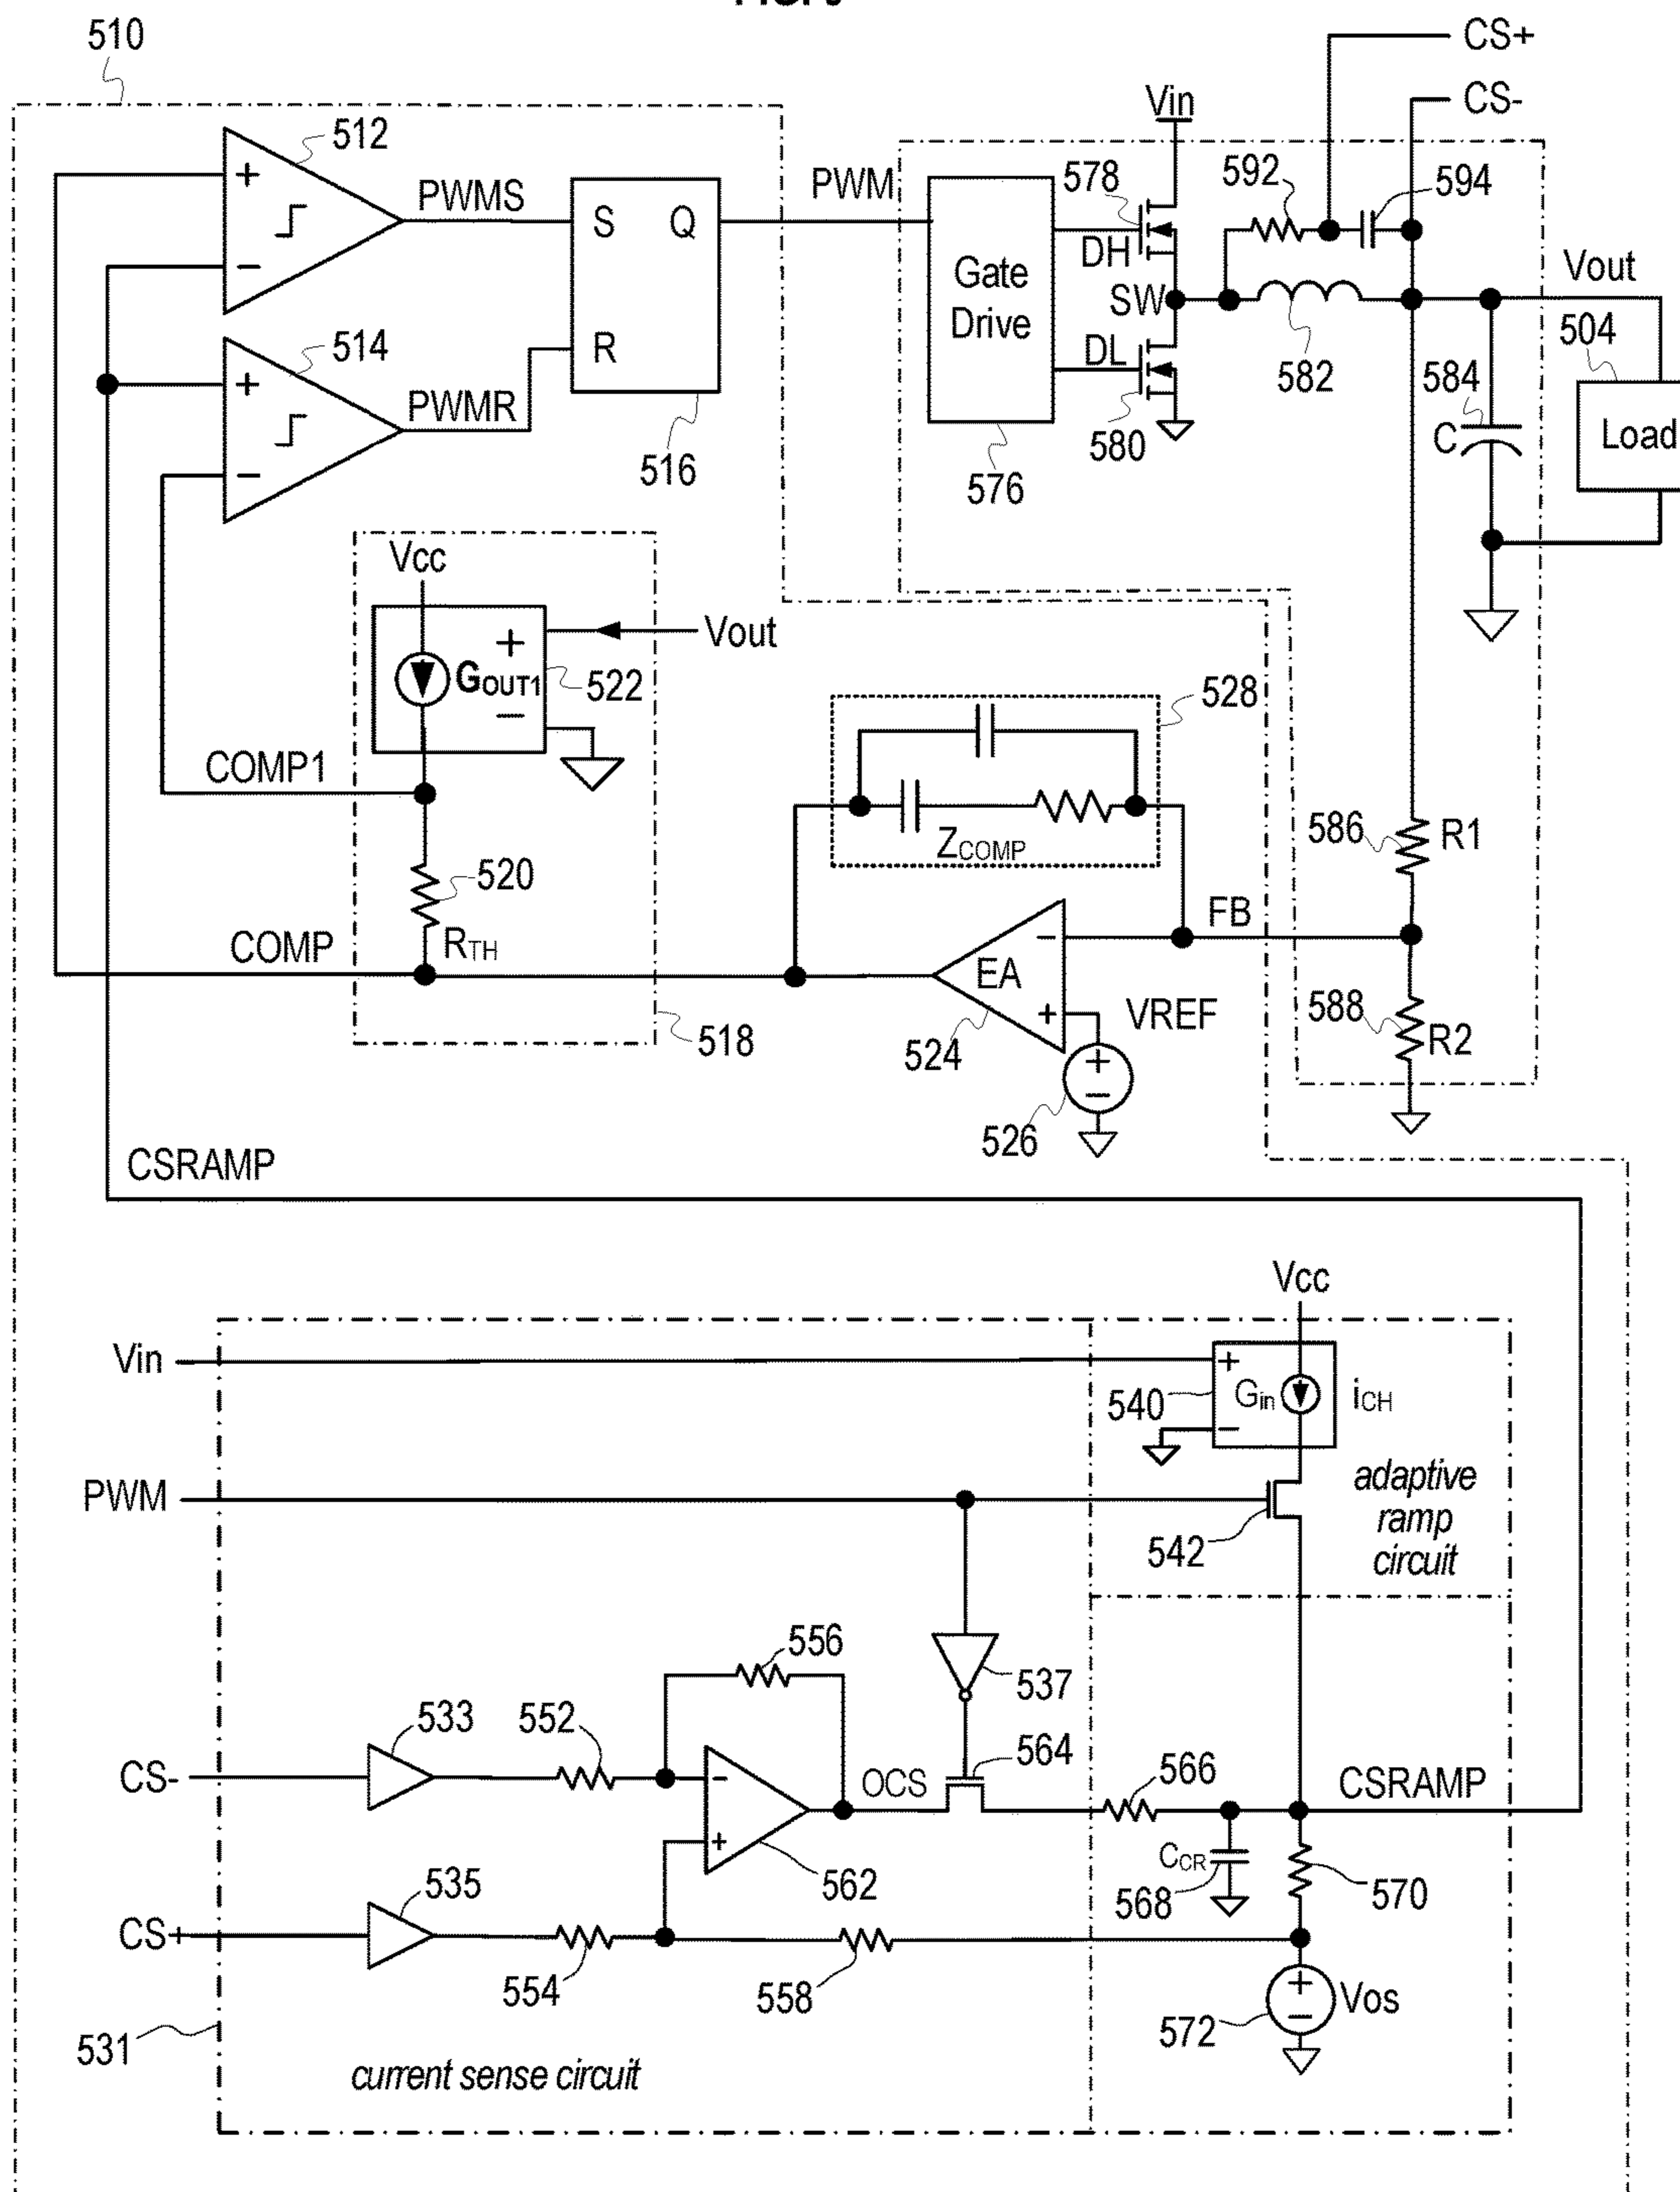 510
CS+
CS-
Vin
512
+
−
PWMS
S Q
R
516
PWM
514
+
−
PWMR
Gate
Drive
576
578
DH
SW
DL
580
592
594
582
Vout
504
584
C
Load
Vcc
+
−
GOUT1
522
Vout
COMP1
520
RTH
COMP
518
528
ZCOMP
FB
EA
−
+
524
VREF
+
−
526
586
R1
588
R2
CSRAMP
Vcc
Vin
+
−
540
Gin
iCH
PWM
542
adaptive
ramp
circuit
556
537
533
552
CS-
−
+
562
OCS
564
566
CSRAMP
CCR
568
570
535
CS+
554
558
+
−
Vos
572
531
current sense circuit